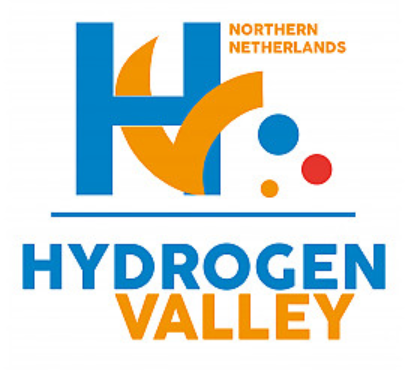 NORTHERN
NETHERLANDS
H
HYDROGEN
VALLEY